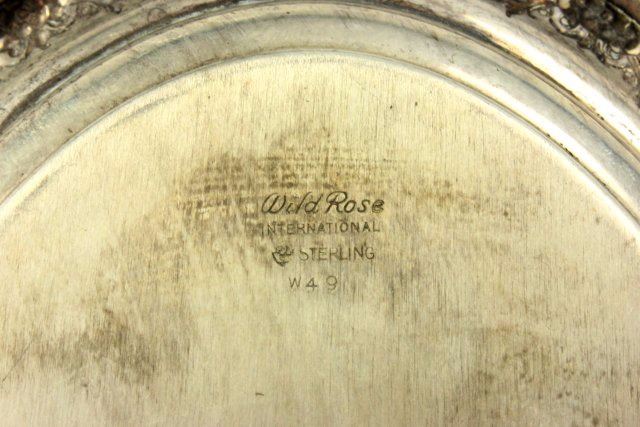 Wild Rose
INTERNATIONAL
STERLING
W49